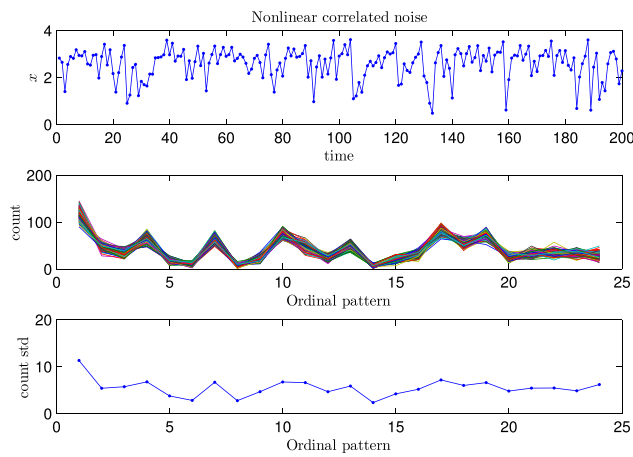 Nonlinear correlated noise
4
2
0
x
0 20 40 60 80 100 120 140 160 180 200
time
200
100
0
count
0 5 10 15 20 25
Ordinal pattern
20
10
0
count std
0 5 10 15 20 25
Ordinal pattern